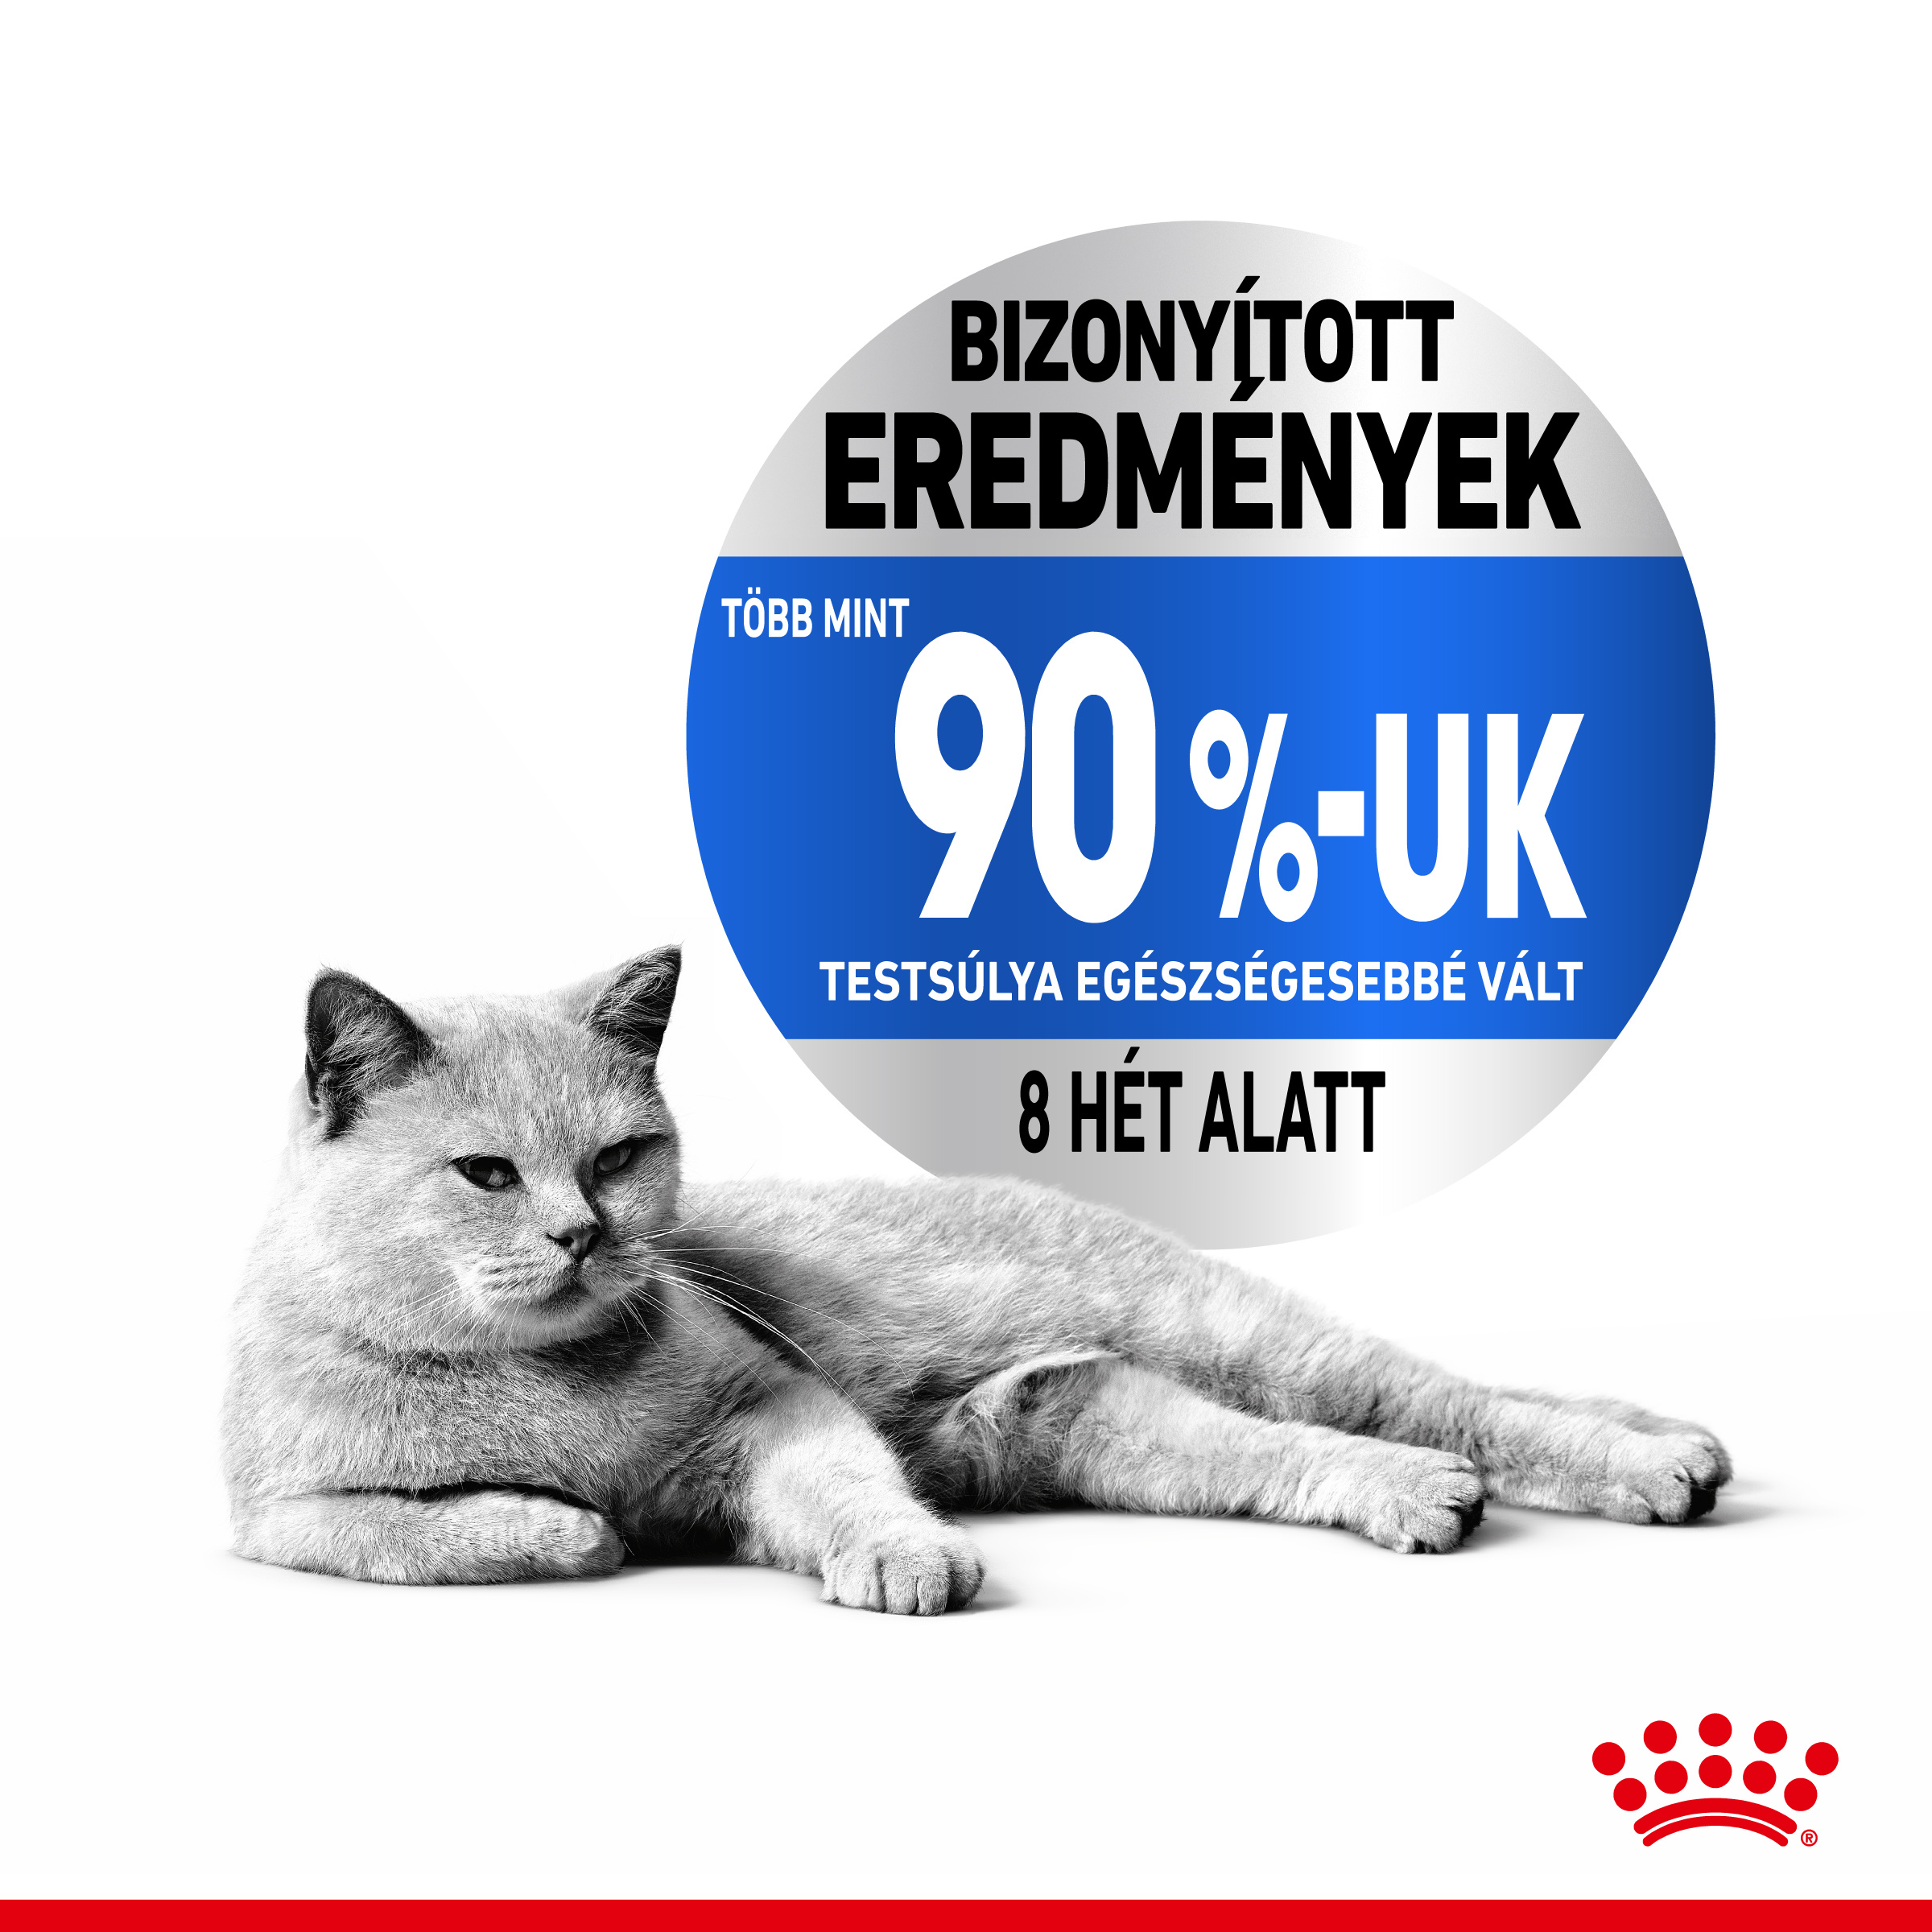 BIZONYÍTOTT
EREDMÉNYEK
TÖBB MINT
90 %-UK
TESTSÚLYA EGÉSZSÉGESEBBÉ VÁLT
8 HÉT ALATT
®